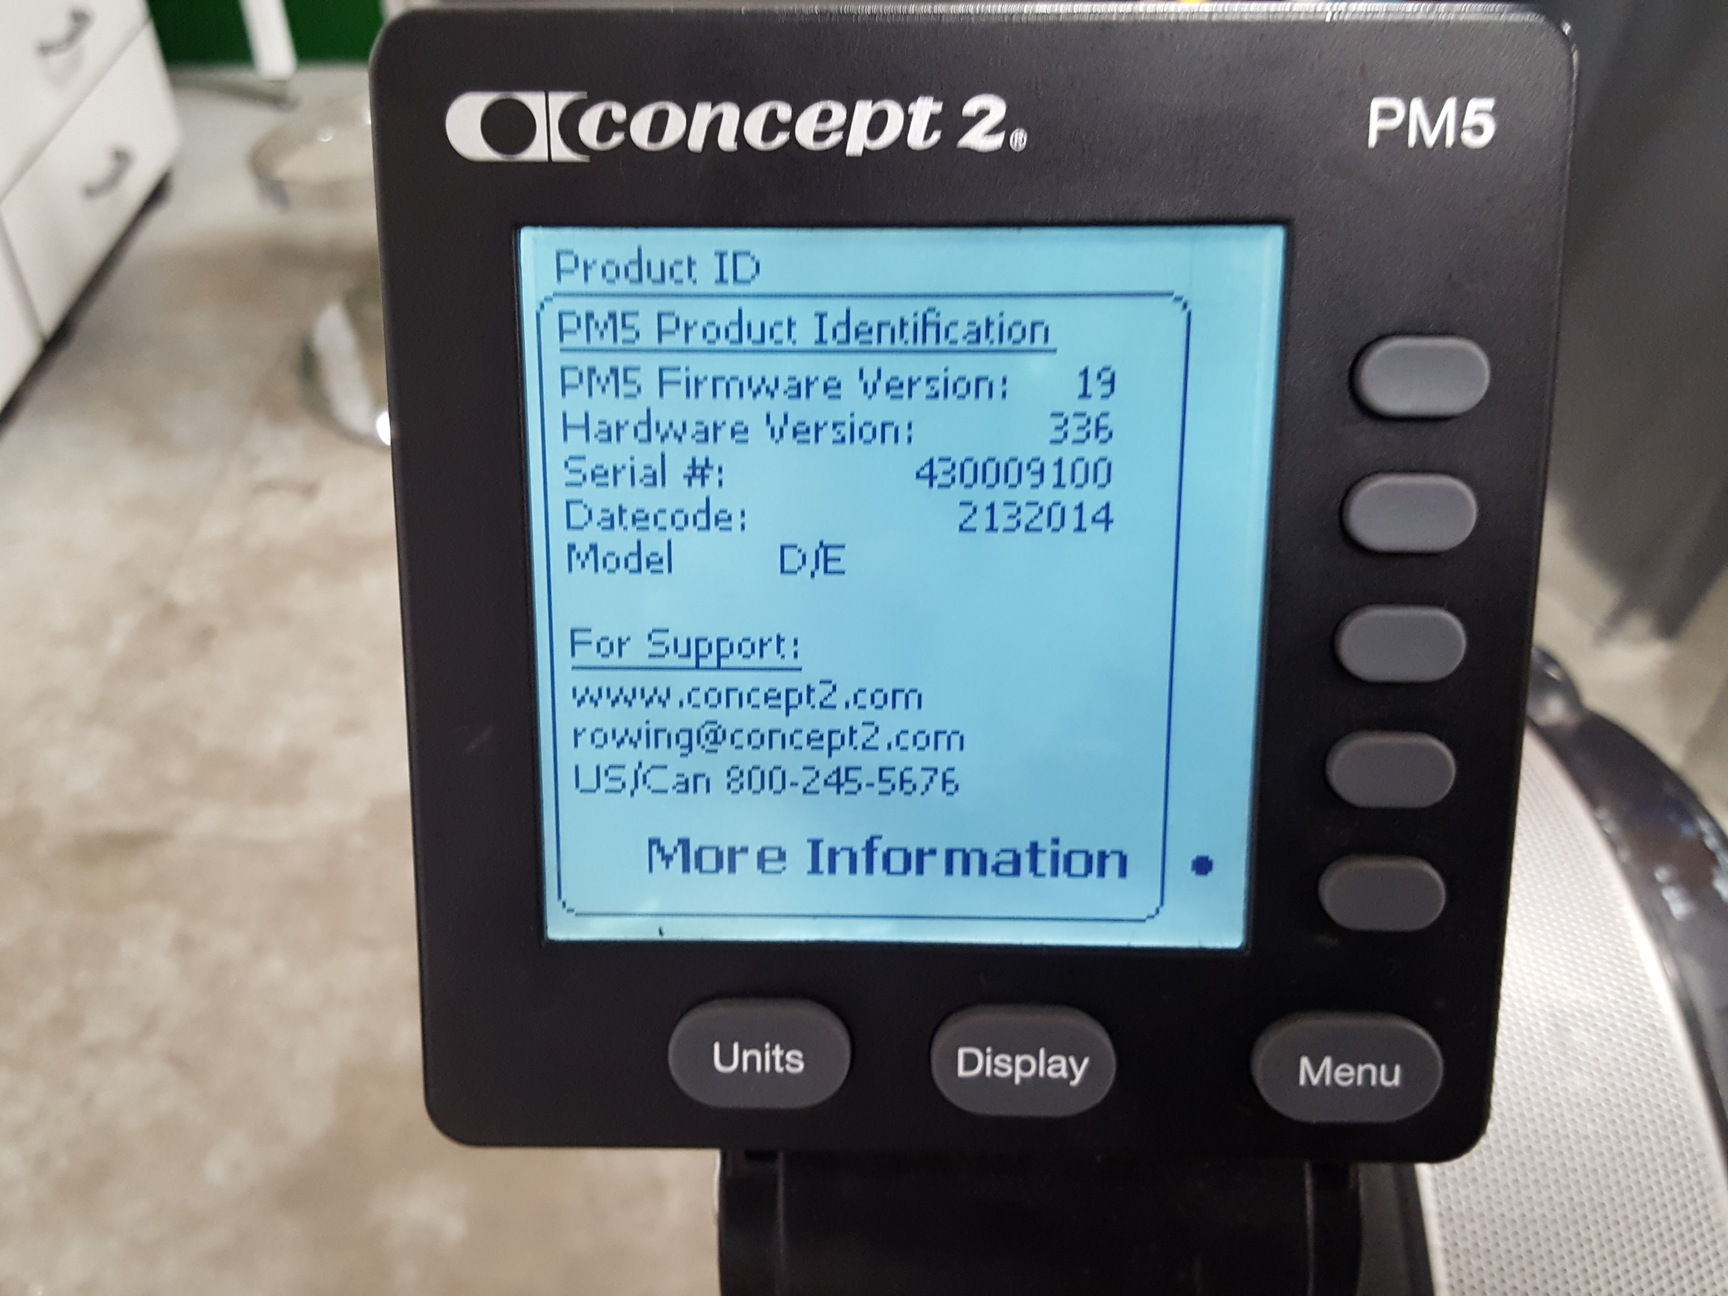 concept 2®
PM5
Product ID
PM5 Product Identification
PM5 Firmware Version: 19
Hardware Version: 336
Serial #: 430009100
Datecode: 2132014
Model D/E
For Support:
www.concept2.com
rowing@concept2.com
US/Can 800-245-5676
More Information
Units
Display
Menu